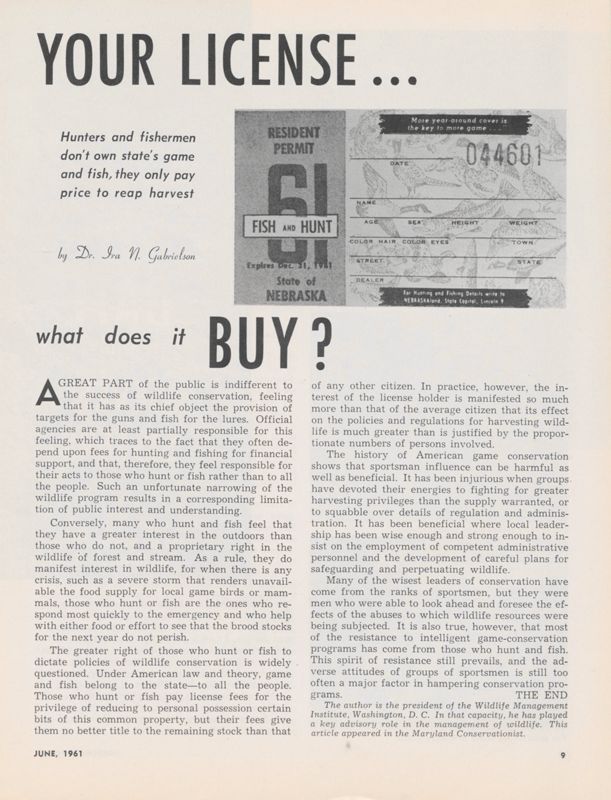 YOUR LICENSE ...
Hunters and fishermen
don't own state's game
and fish, they only pay
price to reap harvest
by Dr. Ira N. Gabrielson
RESIDENT
PERMIT
61
FISH AND HUNT
Expires Dec. 31, 1961
State of
NEBRASKA
More year-around cover is
the key to more game . . .
044601
DATE
NAME
AGE SEX HEIGHT WEIGHT
COLOR HAIR COLOR EYES TOWN
STREET STATE
DEALER
For Hunting and Fishing Details write to
NEBRASKAland, State Capitol, Lincoln 9
what does it BUY?
A GREAT PART of the public is indifferent to
the success of wildlife conservation, feeling
that it has as its chief object the provision of
targets for the guns and fish for the lures. Official
agencies are at least partially responsible for this
feeling, which traces to the fact that they often de-
pend upon fees for hunting and fishing for financial
support, and that, therefore, they feel responsible for
their acts to those who hunt or fish rather than to all
the people. Such an unfortunate narrowing of the
wildlife program results in a corresponding limita-
tion of public interest and understanding.
Conversely, many who hunt and fish feel that
they have a greater interest in the outdoors than
those who do not, and a proprietary right in the
wildlife of forest and stream. As a rule, they do
manifest interest in wildlife, for when there is any
crisis, such as a severe storm that renders unavail-
able the food supply for local game birds or mam-
mals, those who hunt or fish are the ones who re-
spond most quickly to the emergency and who help
with either food or effort to see that the brood stocks
for the next year do not perish.
The greater right of those who hunt or fish to
dictate policies of wildlife conservation is widely
questioned. Under American law and theory, game
and fish belong to the state—to all the people.
Those who hunt or fish pay license fees for the
privilege of reducing to personal possession certain
bits of this common property, but their fees give
them no better title to the remaining stock than that
of any other citizen. In practice, however, the in-
terest of the license holder is manifested so much
more than that of the average citizen that its effect
on the policies and regulations for harvesting wild-
life is much greater than is justified by the propor-
tionate numbers of persons involved.
The history of American game conservation
shows that sportsman influence can be harmful as
well as beneficial. It has been injurious when groups
have devoted their energies to fighting for greater
harvesting privileges than the supply warranted, or
to squabble over details of regulation and adminis-
tration. It has been beneficial where local leader-
ship has been wise enough and strong enough to in-
sist on the employment of competent administrative
personnel and the development of careful plans for
safeguarding and perpetuating wildlife.
Many of the wisest leaders of conservation have
come from the ranks of sportsmen, but they were
men who were able to look ahead and foresee the ef-
fects of the abuses to which wildlife resources were
being subjected. It is also true, however, that most
of the resistance to intelligent game-conservation
programs has come from those who hunt and fish.
This spirit of resistance still prevails, and the ad-
verse attitudes of groups of sportsmen is still too
often a major factor in hampering conservation pro-
grams. THE END
The author is the president of the Wildlife Management
Institute, Washington, D. C. In that capacity, he has played
a key advisory role in the management of wildlife. This
article appeared in the Maryland Conservationist.
JUNE, 1961 9